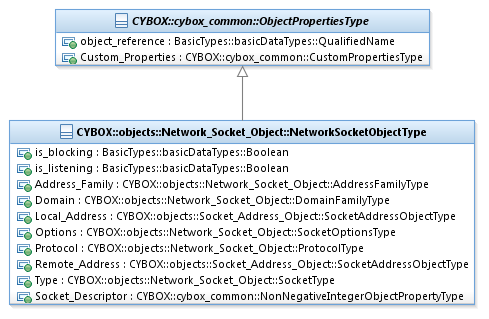 CYBOX::cybox_common::ObjectPropertiesType
object_reference : BasicTypes::basicDataTypes::QualifiedName
Custom_Properties : CYBOX::cybox_common::CustomPropertiesType
CYBOX::objects::Network_Socket_Object::NetworkSocketObjectType
is_blocking : BasicTypes::basicDataTypes::Boolean
is_listening : BasicTypes::basicDataTypes::Boolean
Address_Family : CYBOX::objects::Network_Socket_Object::AddressFamilyType
Domain : CYBOX::objects::Network_Socket_Object::DomainFamilyType
Local_Address : CYBOX::objects::Socket_Address_Object::SocketAddressObjectType
Options : CYBOX::objects::Network_Socket_Object::SocketOptionsType
Protocol : CYBOX::objects::Network_Socket_Object::ProtocolType
Remote_Address : CYBOX::objects::Socket_Address_Object::SocketAddressObjectType
Type : CYBOX::objects::Network_Socket_Object::SocketType
Socket_Descriptor : CYBOX::cybox_common::NonNegativeIntegerObjectPropertyType